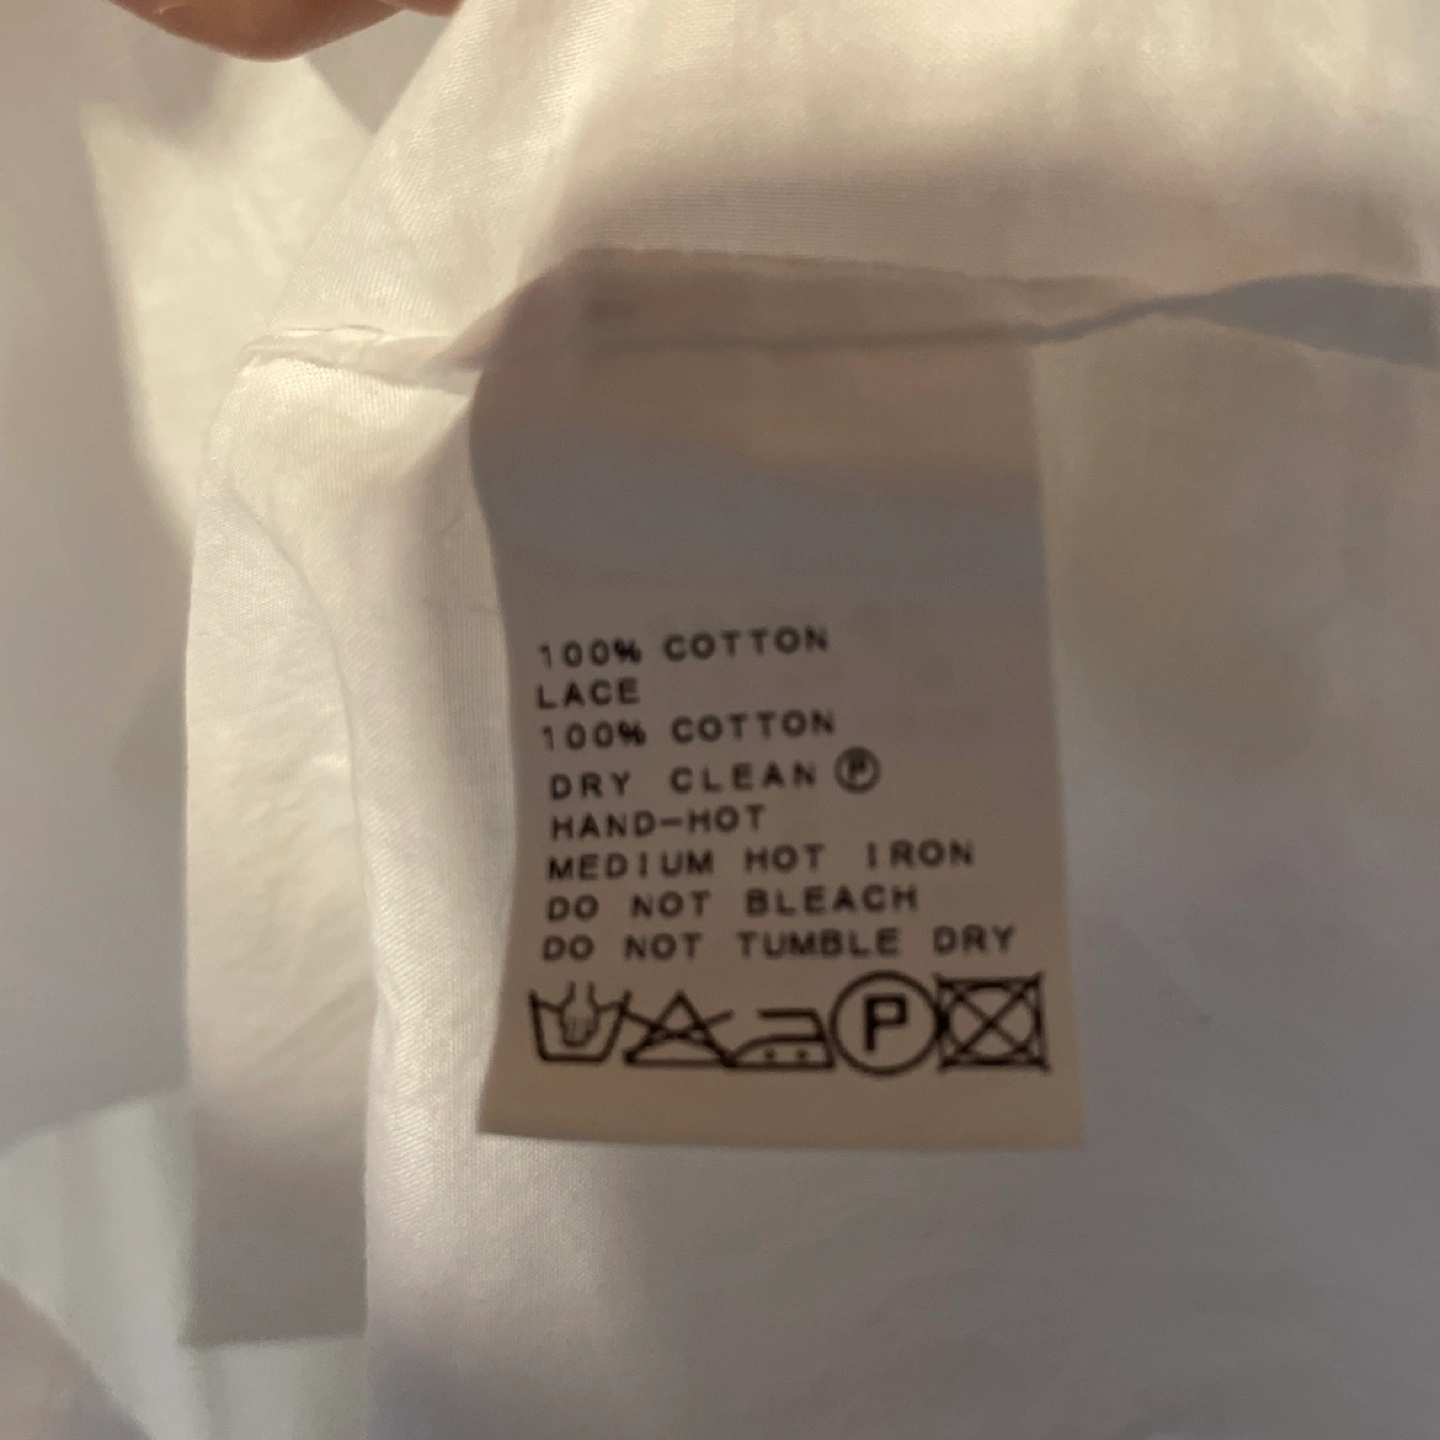 100% COTTON
LACE
100% COTTON
DRY CLEAN Ⓟ
HAND-HOT
MEDIUM HOT IRON
DO NOT BLEACH
DO NOT TUMBLE DRY
P